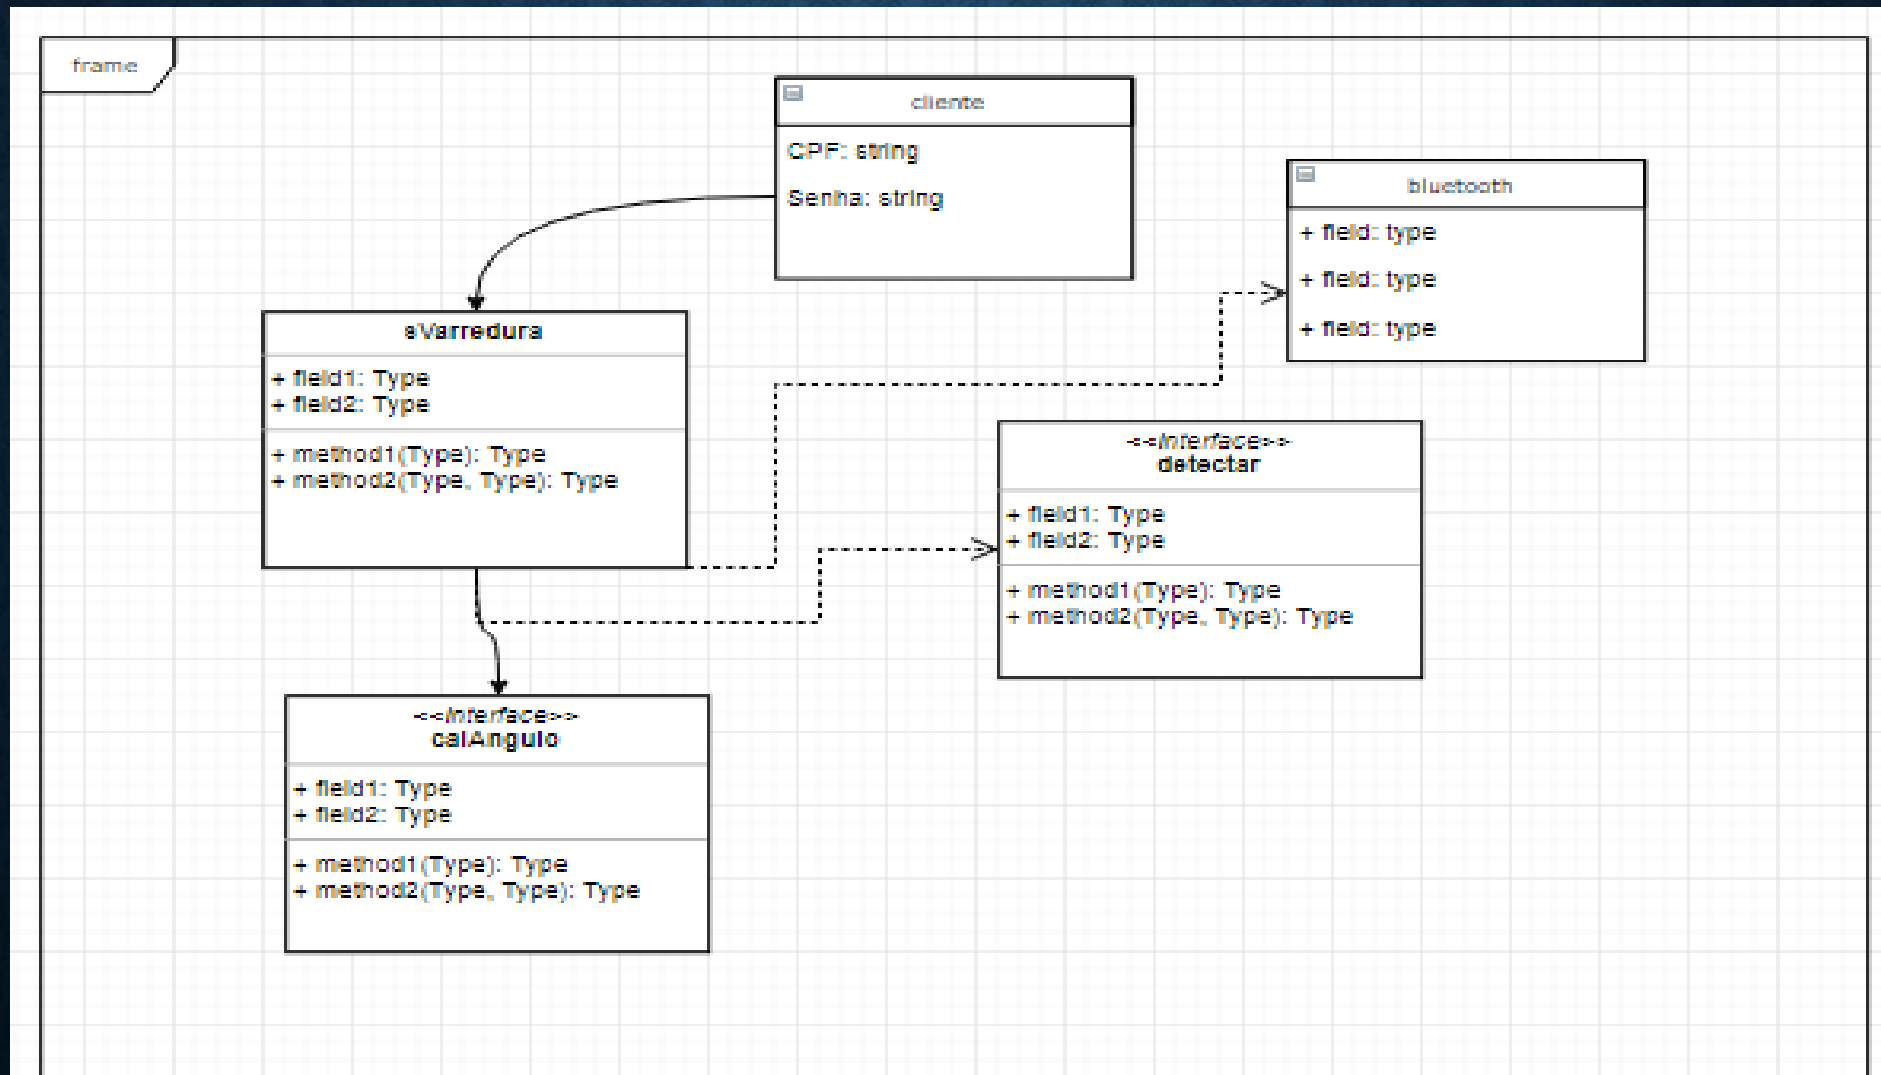 frame
cliente
CPF: string
Senha: string
bluetooth
+ field: type
+ field: type
+ field: type
sVarredura
+ field1: Type
+ field2: Type
+ method1(Type): Type
+ method2(Type, Type): Type
<<Interface>>
detectar
+ field1: Type
+ field2: Type
+ method1(Type): Type
+ method2(Type, Type): Type
<<Interface>>
calAngulo
+ field1: Type
+ field2: Type
+ method1(Type): Type
+ method2(Type, Type): Type